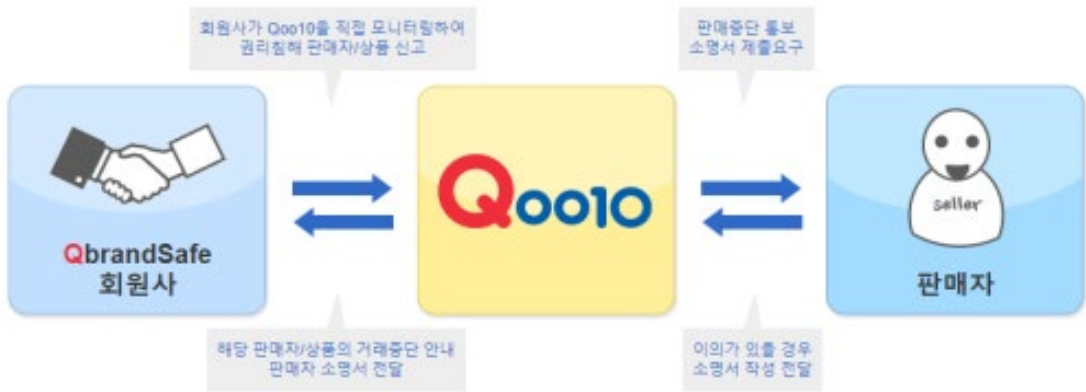 회원사가 Qoo10을 직접 모니터링하여
권리침해 판매자/상품 신고
판매중단 통보
소명서 제출요구
QbrandSafe
회원사
Qoo10
seller
판매자
해당 판매자/상품의 거래중단 안내
판매자 소명서 전달
이의가 있을 경우
소명서 작성 전달